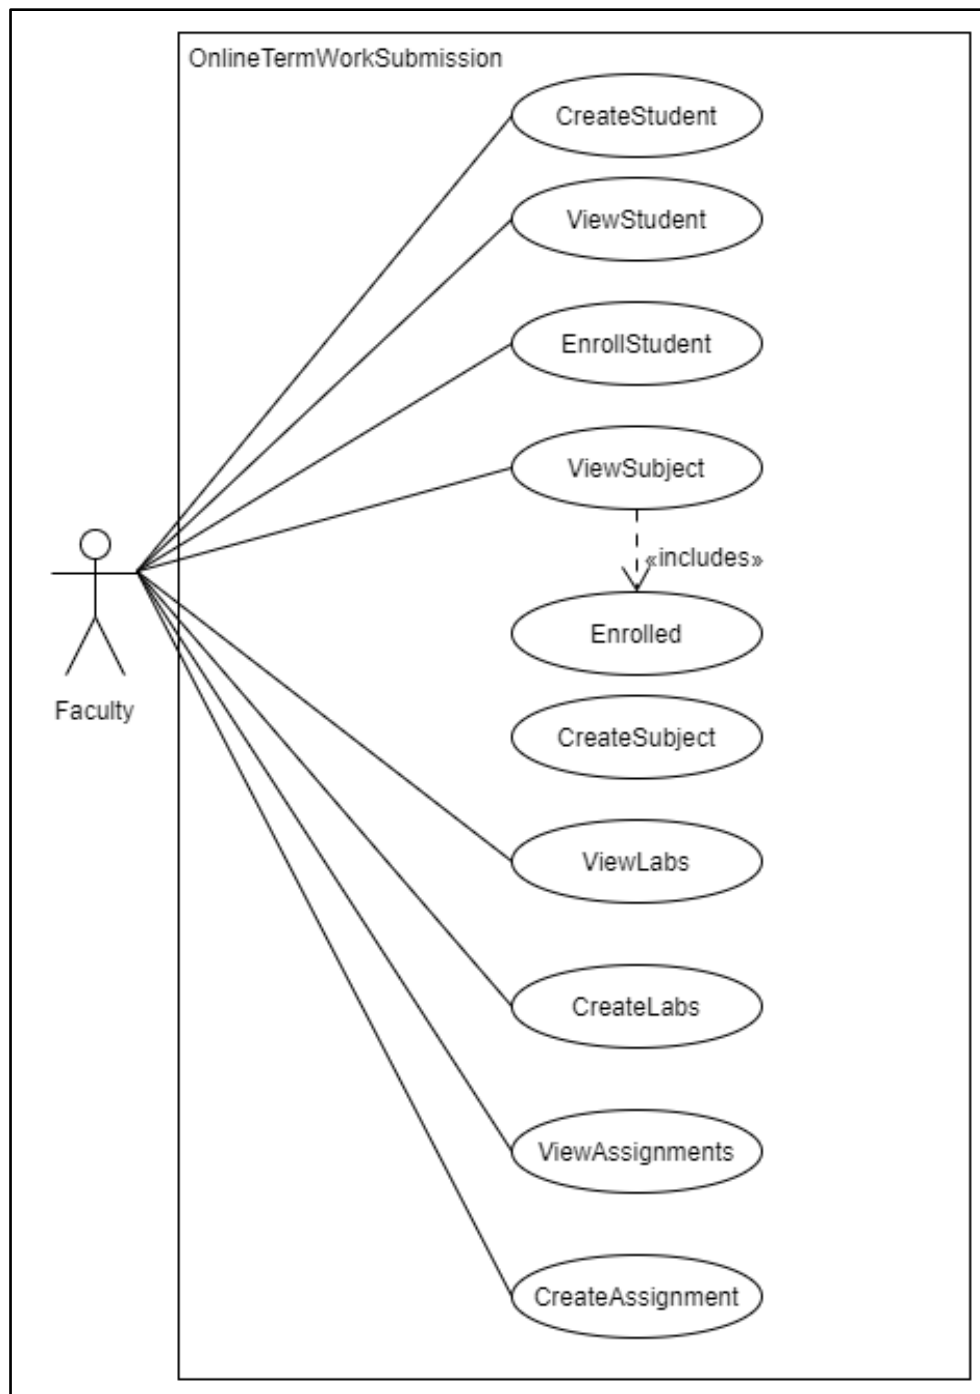 OnlineTermWorkSubmission
CreateStudent
ViewStudent
EnrollStudent
ViewSubject
«includes»
Enrolled
Faculty
CreateSubject
ViewLabs
CreateLabs
ViewAssignments
CreateAssignment